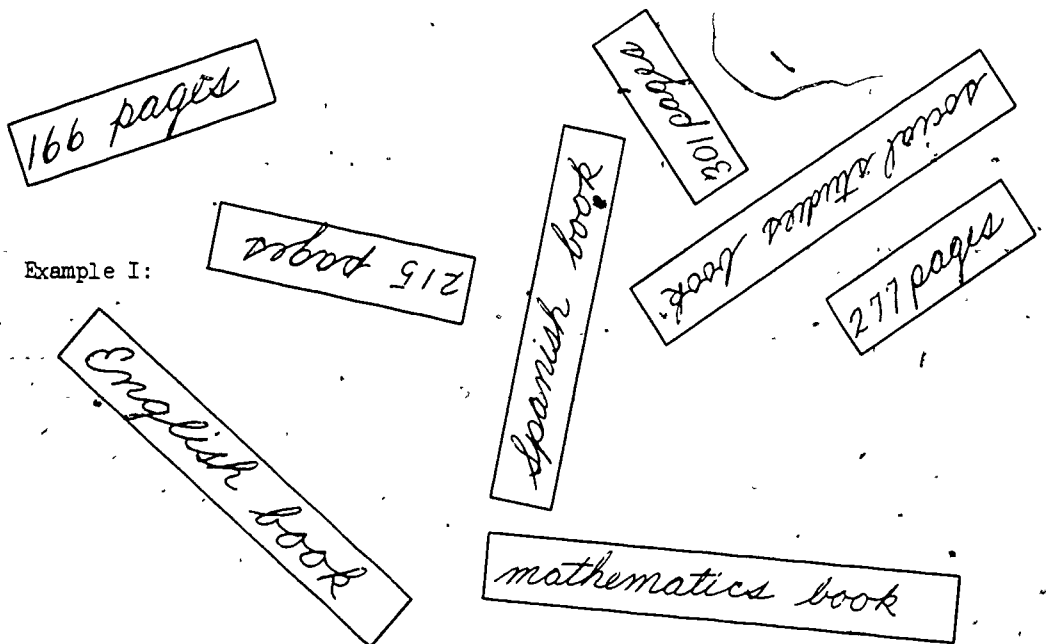 166 pages
301 pages
social studies book
215 pages
Spanish book
277 pages
Example I:
English book
mathematics book